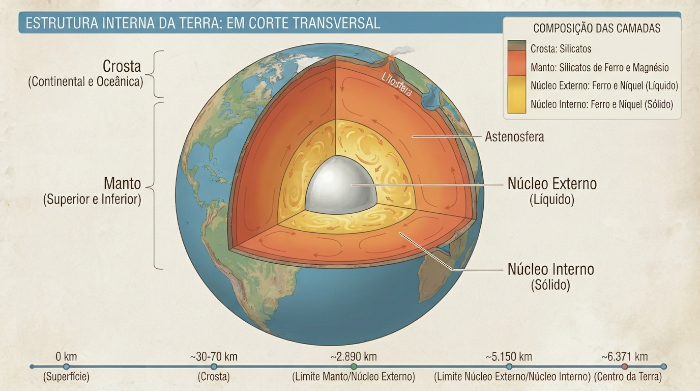 ESTRUTURA INTERNA DA TERRA: EM CORTE TRANSVERSAL
COMPOSIÇÃO DAS CAMADAS
Crosta: Silicatos
Manto: Silicatos de Ferro e Magnésio
Núcleo Externo: Ferro e Níquel (Líquido)
Núcleo Interno: Ferro e Niquel (Sólido)
Crosta
(Continental e Oceânica)
Litosfera
Astenosfera
Manto
(Superior e Inferior)
Núcleo Externo
(Líquido)
Núcleo Interno
(Sólido)
0 km
(Superfície)
~30-70 km
(Crosta)
~2.890 km
(Limite Manto/Núcleo Externo)
~5.150 km
(Limite Núcleo Externo/Núcleo Interno)
~6.371 km
(Centro da Terra)